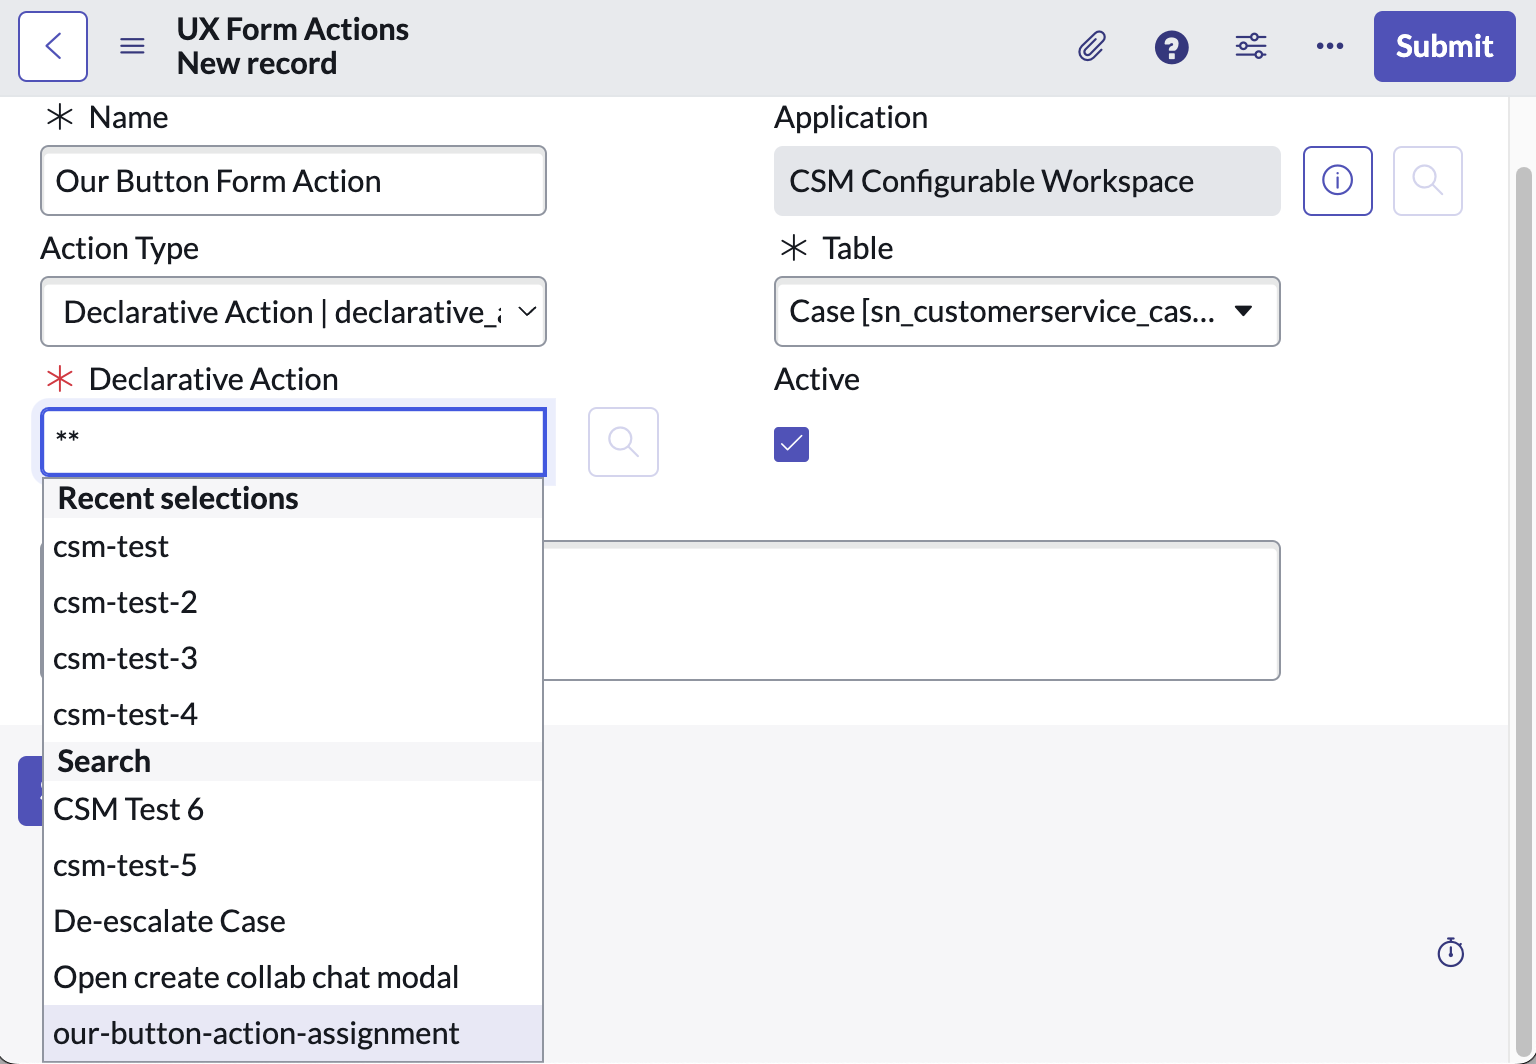 UX Form Actions
New record
Submit
Name
Application
Our Button Form Action
CSM Configurable Workspace
Action Type
Table
Declarative Action | declarative_
Case [sn_customerservice_cas...
Declarative Action
Active
**
Recent selections
csm-test
csm-test-2
csm-test-3
csm-test-4
Search
CSM Test 6
csm-test-5
De-escalate Case
Open create collab chat modal
our-button-action-assignment